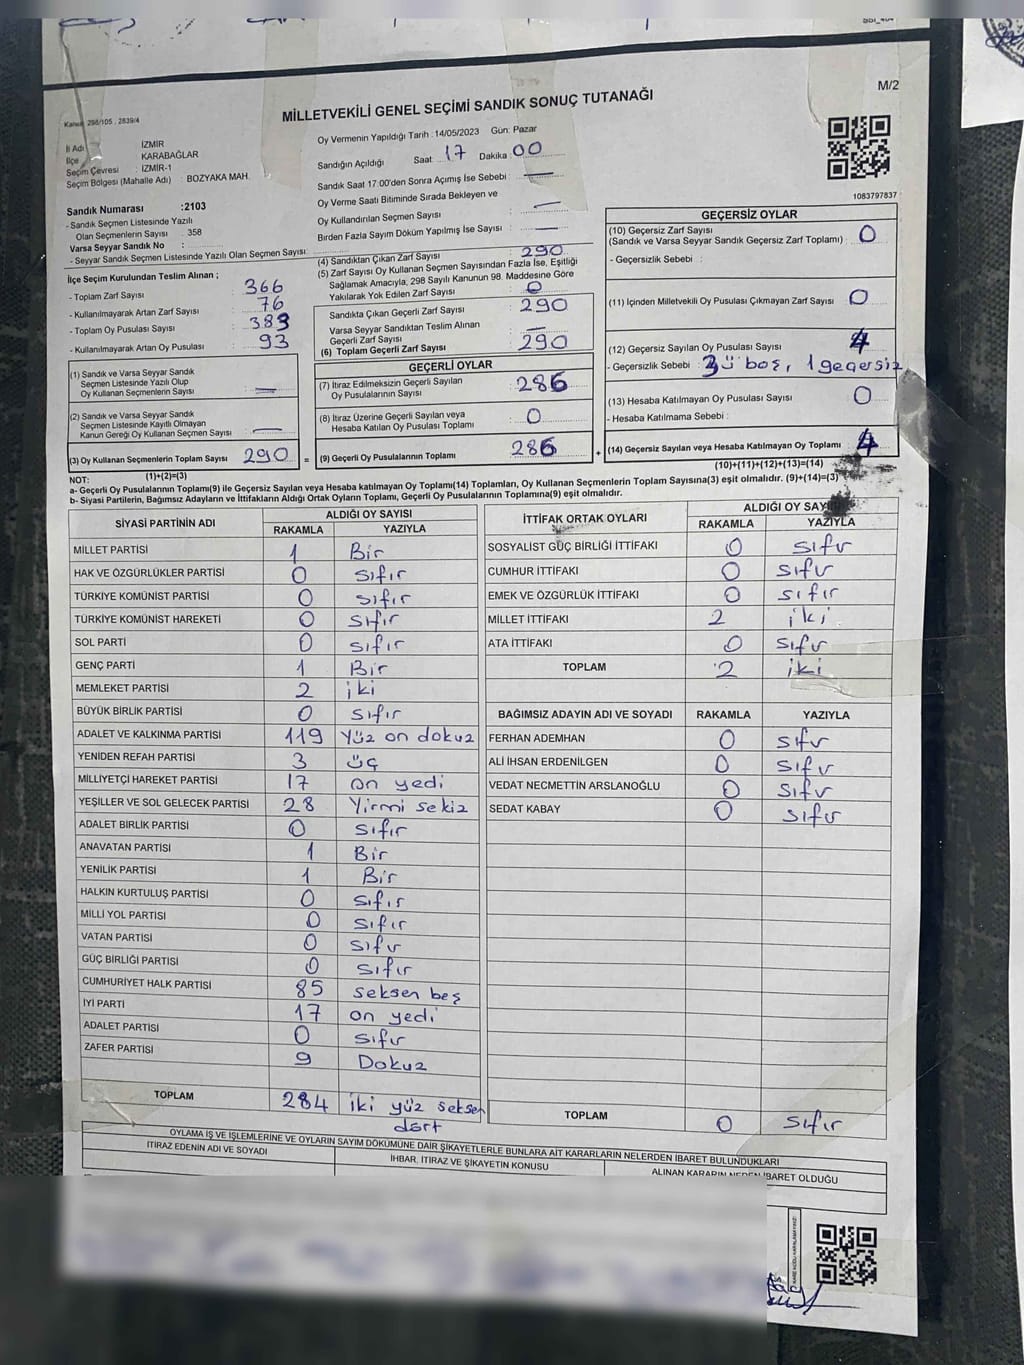 M/2
MİLLETVEKİLİ GENEL SEÇİMİ SANDIK SONUÇ TUTANAĞI
Kanun: 298/105, 2839/4
İl Adı : İZMİR
İlçe : KARABAĞLAR
Seçim Çevresi : İZMİR-1
Seçim Bölgesi (Mahalle Adı) : BOZYAKA MAH.
Sandık Numarası :2103
- Sandık Seçmen Listesinde Yazılı
Olan Seçmenlerin Sayısı : 358
Varsa Seyyar Sandık No :
- Seyyar Sandık Seçmen Listesinde Yazılı Olan Seçmen Sayısı :
Oy Vermenin Yapıldığı Tarih : 14/05/2023 Gün: Pazar
Sandığın Açıldığı Saat : 17 Dakika : 00
Sandık Saat 17.00'den Sonra Açılmış İse Sebebi : —
Oy Verme Saati Bitiminde Sırada Bekleyen ve
Oy Kullandırılan Seçmen Sayısı : —
Birden Fazla Sayım Döküm Yapılmış İse Sayısı : —
1083797837
İlçe Seçim Kurulundan Teslim Alınan ;
- Toplam Zarf Sayısı : 366
- Kullanılmayarak Artan Zarf Sayısı : 76
- Toplam Oy Pusulası Sayısı : 383
- Kullanılmayarak Artan Oy Pusulası : 93
(1) Sandık ve Varsa Seyyar Sandık
Seçmen Listesinde Yazılı Olup
Oy Kullanan Seçmenlerin Sayısı : —
(2) Sandık ve Varsa Seyyar Sandık
Seçmen Listesinde Kayıtlı Olmayan
Kanun Gereği Oy Kullanan Seçmen Sayısı : —
(3) Oy Kullanan Seçmenlerin Toplam Sayısı : 290
(1)+(2)=(3)
(4) Sandıktan Çıkan Zarf Sayısı : 290
(5) Zarf Sayısı Oy Kullanan Seçmen Sayısından Fazla İse, Eşitliği
Sağlamak Amacıyla, 298 Sayılı Kanunun 98. Maddesine Göre
Yakılarak Yok Edilen Zarf Sayısı : 0
Sandıkta Çıkan Geçerli Zarf Sayısı : 290
Varsa Seyyar Sandıktan Teslim Alınan
Geçerli Zarf Sayısı : —
(6) Toplam Geçerli Zarf Sayısı : 290
GEÇERLİ OYLAR
(7) İtiraz Edilmeksizin Geçerli Sayılan
Oy Pusulalarının Sayısı : 286
(8) İtiraz Üzerine Geçerli Sayılan veya
Hesaba Katılan Oy Pusulası Toplamı : 0
= (9) Geçerli Oy Pusulalarının Toplamı : 286 +
GEÇERSİZ OYLAR
(10) Geçersiz Zarf Sayısı
(Sandık ve Varsa Seyyar Sandık Geçersiz Zarf Toplamı) : 0
- Geçersizlik Sebebi :
(11) İçinden Milletvekili Oy Pusulası Çıkmayan Zarf Sayısı : 0
(12) Geçersiz Sayılan Oy Pusulası Sayısı : 4
- Geçersizlik Sebebi : 3ü boş, 1 geçersiz
(13) Hesaba Katılmayan Oy Pusulası Sayısı : 0
- Hesaba Katılmama Sebebi :
(14) Geçersiz Sayılan veya Hesaba Katılmayan Oy Toplamı : 4
(10)+(11)+(12)+(13)=(14)
NOT:
a- Geçerli Oy Pusulalarının Toplamı(9) ile Geçersiz Sayılan veya Hesaba katılmayan Oy Toplamı(14) Toplamları, Oy Kullanan Seçmenlerin Toplam Sayısına(3) eşit olmalıdır. (9)+(14)=(3)
b- Siyasi Partilerin, Bağımsız Adayların ve İttifakların Aldığı Ortak Oyların Toplamı, Geçerli Oy Pusulalarının Toplamına(9) eşit olmalıdır.
SİYASİ PARTİNİN ADI ALDIĞI OY SAYISI
RAKAMLA YAZIYLA
MİLLET PARTİSİ 1 Bir
HAK VE ÖZGÜRLÜKLER PARTİSİ 0 sıfır
TÜRKİYE KOMÜNİST PARTİSİ 0 sıfır
TÜRKİYE KOMÜNİST HAREKETİ 0 sıfır
SOL PARTİ 0 sıfır
GENÇ PARTİ 1 Bir
MEMLEKET PARTİSİ 2 iki
BÜYÜK BİRLİK PARTİSİ 0 sıfır
ADALET VE KALKINMA PARTİSİ 119 Yüz on dokuz
YENİDEN REFAH PARTİSİ 3 üç
MİLLİYETÇİ HAREKET PARTİSİ 17 on yedi
YEŞİLLER VE SOL GELECEK PARTİSİ 28 Yirmi sekiz
ADALET BİRLİK PARTİSİ 0 sıfır
ANAVATAN PARTİSİ 1 Bir
YENİLİK PARTİSİ 1 Bir
HALKIN KURTULUŞ PARTİSİ 0 sıfır
MİLLİ YOL PARTİSİ 0 sıfır
VATAN PARTİSİ 0 sıfır
GÜÇ BİRLİĞİ PARTİSİ 0 sıfır
CUMHURİYET HALK PARTİSİ 85 seksen beş
İYİ PARTİ 17 on yedi
ADALET PARTİSİ 0 sıfır
ZAFER PARTİSİ 9 Dokuz
TOPLAM 284 iki yüz seksen
dört
İTTİFAK ORTAK OYLARI ALDIĞI OY SAYISI
RAKAMLA YAZIYLA
SOSYALİST GÜÇ BİRLİĞİ İTTİFAKI 0 sıfır
CUMHUR İTTİFAKI 0 sıfır
EMEK VE ÖZGÜRLÜK İTTİFAKI 0 sıfır
MİLLET İTTİFAKI 2 iki
ATA İTTİFAKI 0 sıfır
TOPLAM 2 iki
BAĞIMSIZ ADAYIN ADI VE SOYADI RAKAMLA YAZIYLA
FERHAN ADEMHAN 0 sıfır
ALİ İHSAN ERDENİLGEN 0 sıfır
VEDAT NECMETTİN ARSLANOĞLU 0 sıfır
SEDAT KABAY 0 sıfır
TOPLAM 0 sıfır
OYLAMA İŞ VE İŞLEMLERİNE VE OYLARIN SAYIM DÖKÜMÜNE DAİR ŞİKAYETLERLE BUNLARA AİT KARARLARIN NELERDEN İBARET BULUNDUKLARI
İTİRAZ EDENİN ADI VE SOYADI İHBAR, İTİRAZ VE ŞİKAYETİN KONUSU ALINAN KARARIN NEDEN İBARET OLDUĞU